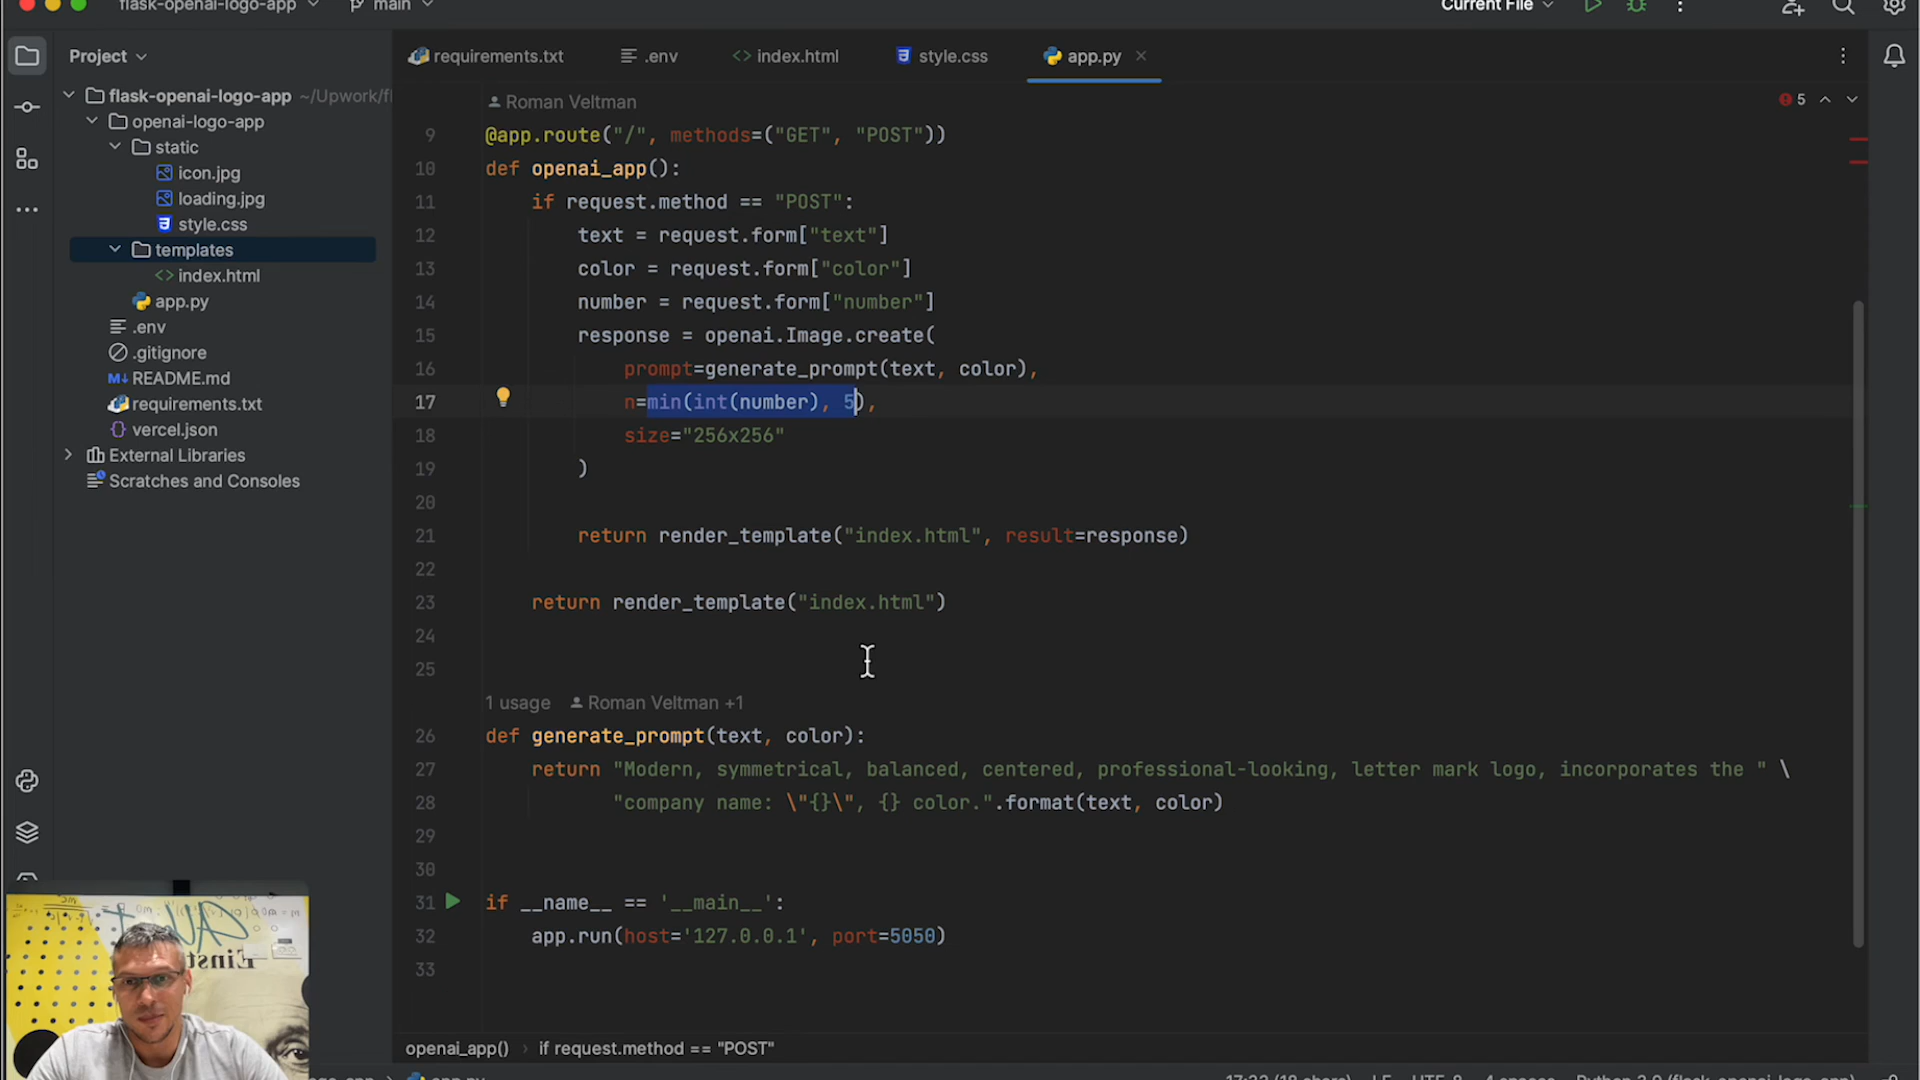 flask-openai-logo-app main Current File
Project
requirements.txt .env index.html style.css app.py
flask-openai-logo-app ~/Upwork/fl
openai-logo-app
static
icon.jpg
loading.jpg
style.css
templates
index.html
app.py
.env
.gitignore
M↓ README.md
requirements.txt
vercel.json
External Libraries
Scratches and Consoles
5
Roman Veltman
9 @app.route("/", methods=("GET", "POST"))
10 def openai_app():
11 if request.method == "POST":
12 text = request.form["text"]
13 color = request.form["color"]
14 number = request.form["number"]
15 response = openai.Image.create(
16 prompt=generate_prompt(text, color),
17 n=min(int(number), 5),
18 size="256x256"
19 )
20
21 return render_template("index.html", result=response)
22
23 return render_template("index.html")
24
25
1 usage Roman Veltman +1
26 def generate_prompt(text, color):
27 return "Modern, symmetrical, balanced, centered, professional-looking, letter mark logo, incorporates the " \
28 "company name: \"{}\", {} color.".format(text, color)
29
30
31 if __name__ == '__main__':
32 app.run(host='127.0.0.1', port=5050)
33
openai_app() › if request.method == "POST"